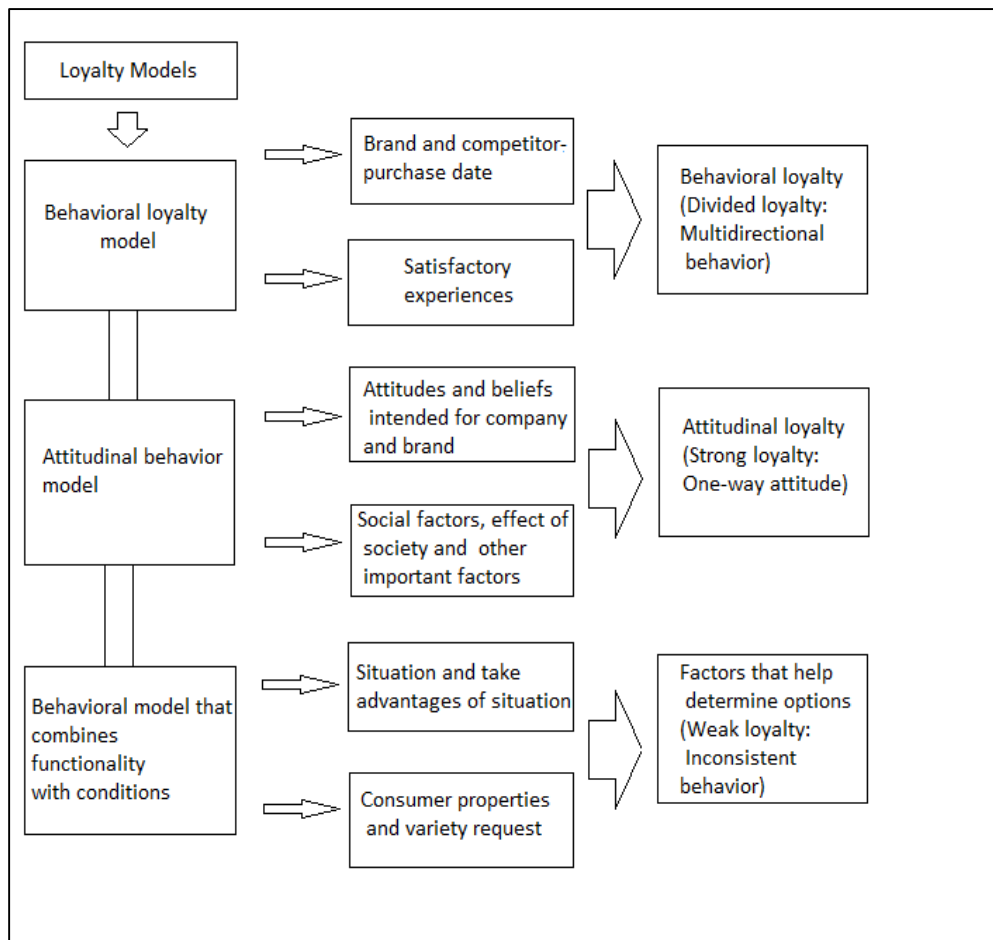 Loyalty Models
Behavioral loyalty
model
Brand and competitor-
purchase date
Satisfactory
experiences
Behavioral loyalty
(Divided loyalty:
Multidirectional
behavior)
Attitudinal behavior
model
Attitudes and beliefs
intended for company
and brand
Social factors, effect of
society and other
important factors
Attitudinal loyalty
(Strong loyalty:
One-way attitude)
Behavioral model that
combines
functionality
with conditions
Situation and take
advantages of situation
Consumer properties
and variety request
Factors that help
determine options
(Weak loyalty:
Inconsistent
behavior)